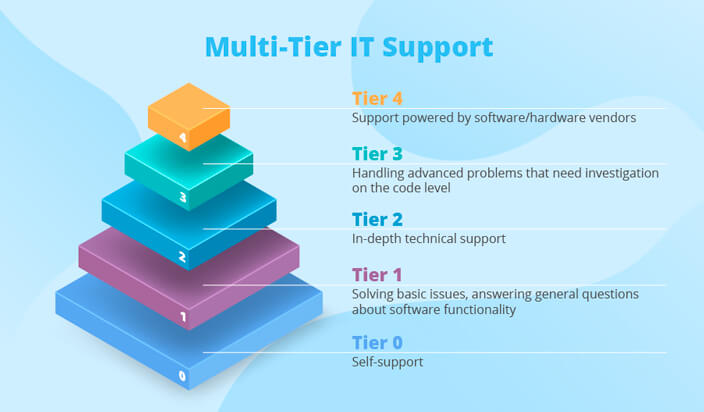 Multi-Tier IT Support
4
Tier 4
Support powered by software/hardware vendors
3
Tier 3
Handling advanced problems that need investigation
on the code level
2
Tier 2
In-depth technical support
1
Tier 1
Solving basic issues, answering general questions
about software functionality
0
Tier 0
Self-support